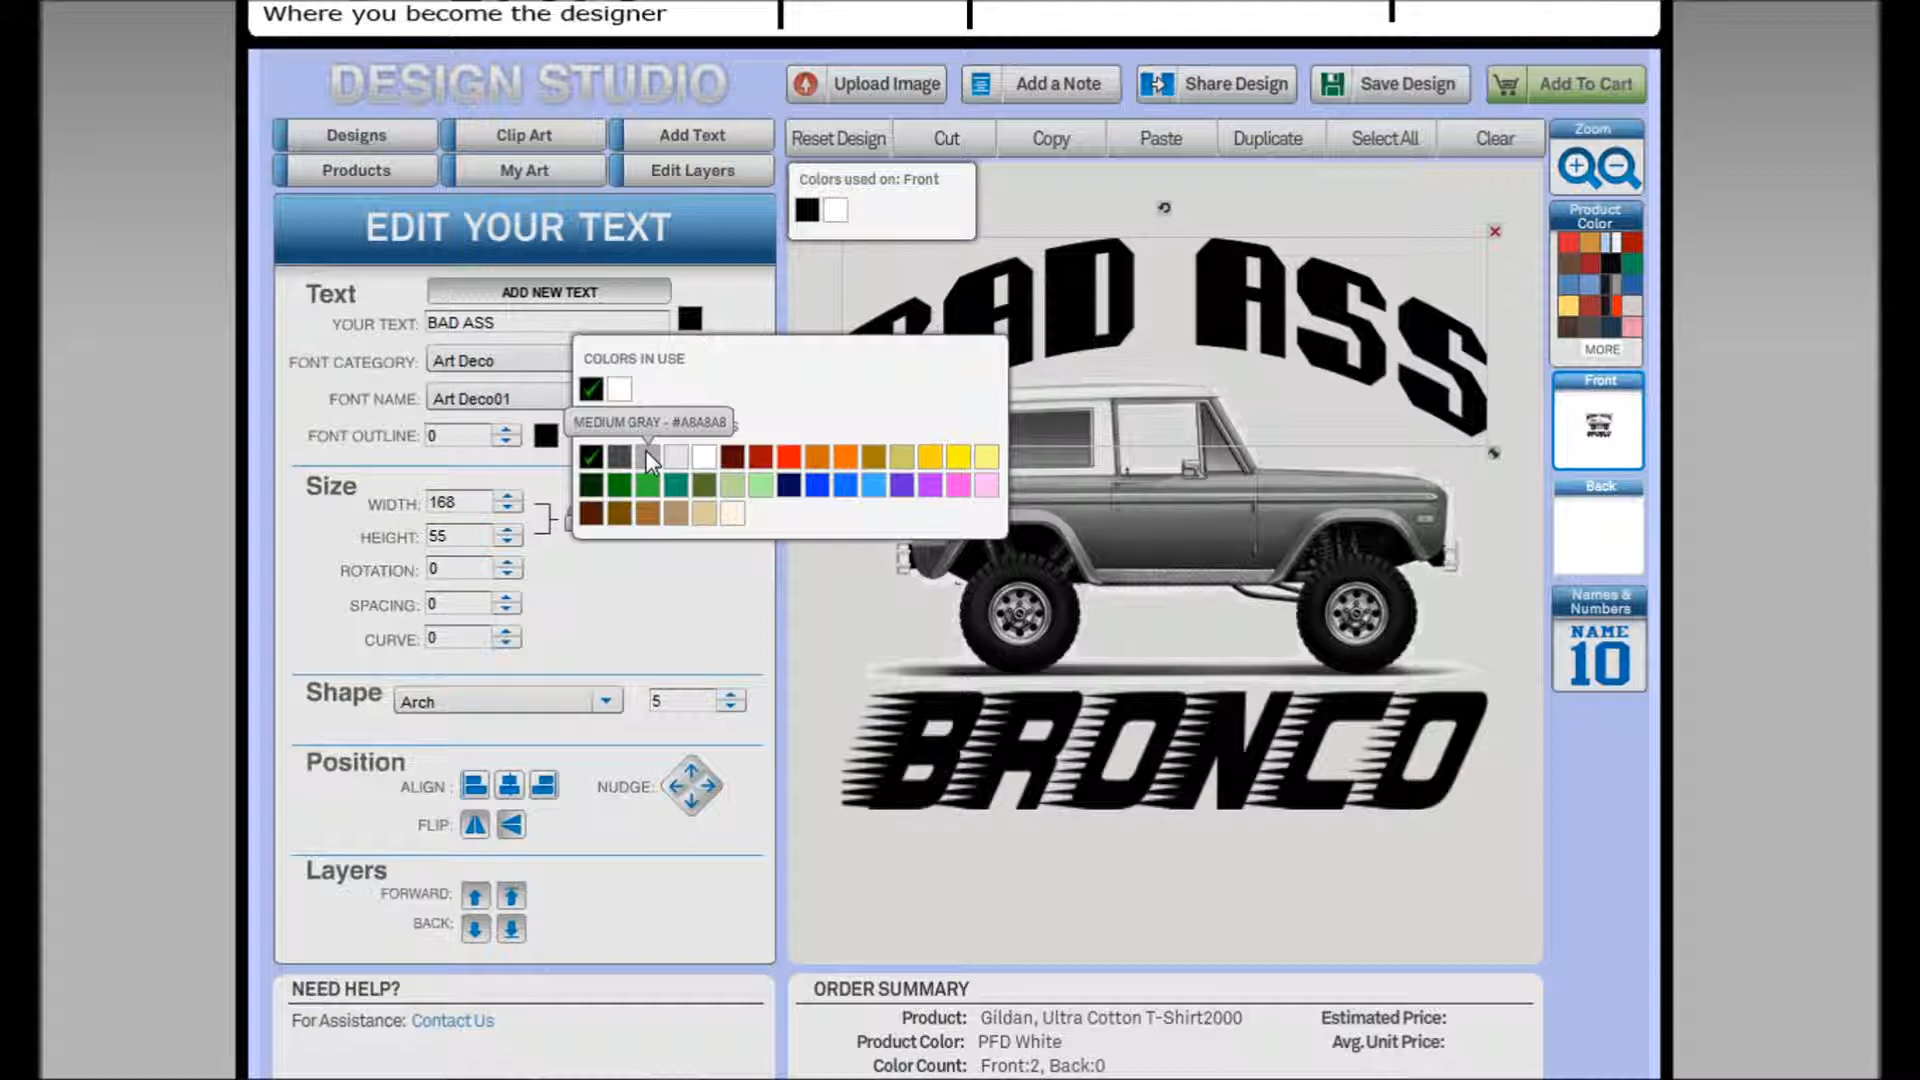 Where you become the designer
DESIGN STUDIO
Upload Image
Add a Note
Share Design
Save Design
Add To Cart
Designs
Clip Art
Add Text
Products
My Art
Edit Layers
Reset Design
Cut
Copy
Paste
Duplicate
Select All
Clear
Zoom
Product
Color
MORE
Front
Back
Names &
Numbers
NAME
10
EDIT YOUR TEXT
Text
ADD NEW TEXT
YOUR TEXT: BAD ASS
FONT CATEGORY: Art Deco
FONT NAME: Art Deco01
FONT OUTLINE: 0
Size
WIDTH: 168
HEIGHT: 55
ROTATION: 0
SPACING: 0
CURVE: 0
Shape Arch 5
Position
ALIGN :
NUDGE:
FLIP:
Layers
FORWARD:
BACK:
Colors used on: Front
COLORS IN USE
MEDIUM GRAY - #A8A8A8
BAD ASS
BRONCO
NEED HELP?
For Assistance: Contact Us
ORDER SUMMARY
Product: Gildan, Ultra Cotton T-Shirt2000
Product Color: PFD White
Color Count: Front:2, Back:0
Estimated Price:
Avg.Unit Price: